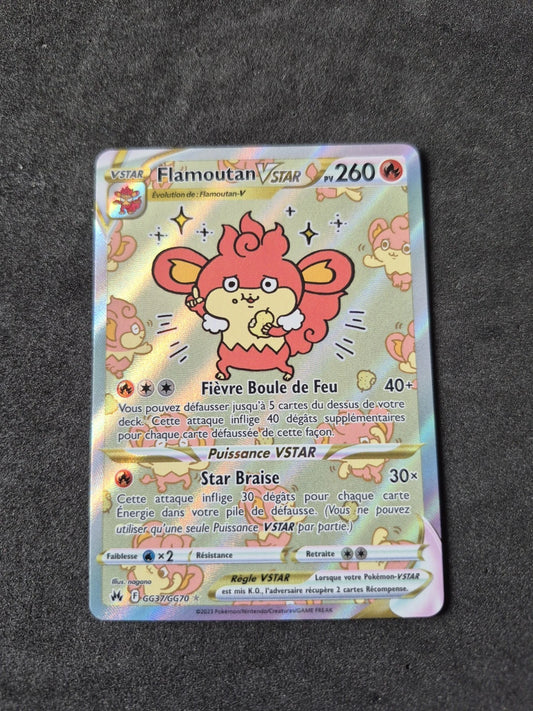 VSTAR Flamoutan VSTAR PV 260
Évolution de : Flamoutan-V
Fièvre Boule de Feu 40+
Vous pouvez défausser jusqu'à 5 cartes du dessus de votre
deck. Cette attaque inflige 40 dégâts supplémentaires
pour chaque carte défaussée de cette façon.
Puissance VSTAR
Star Braise 30×
Cette attaque inflige 30 dégâts pour chaque carte
Énergie dans votre pile de défausse. (Vous ne pouvez
utiliser qu'une seule Puissance VSTAR par partie.)
Faiblesse ×2 Résistance Retraite
Illus. nagano
Règle VSTAR Lorsque votre Pokémon-VSTAR
est mis K.O., l'adversaire récupère 2 cartes Récompense.
F GG37/GG70 ★
©2023 Pokémon/Nintendo/Creatures/GAME FREAK